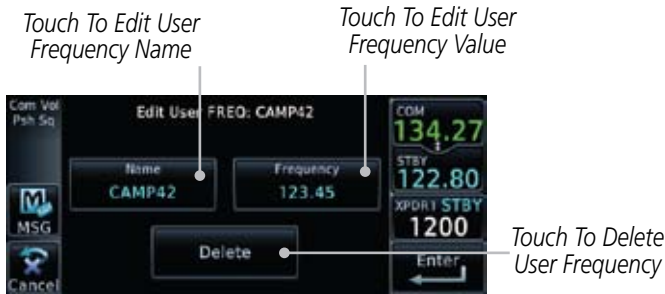 Touch To Edit User
Frequency Name
Touch To Edit User
Frequency Value
Com Vol
Psh Sq
Edit User FREQ: CAMP42
COM
134.27
Name
CAMP42
Frequency
123.45
STBY
122.80
MSG
XPDR1 STBY
1200
Delete
Cancel
Enter
Touch To Delete
User Frequency